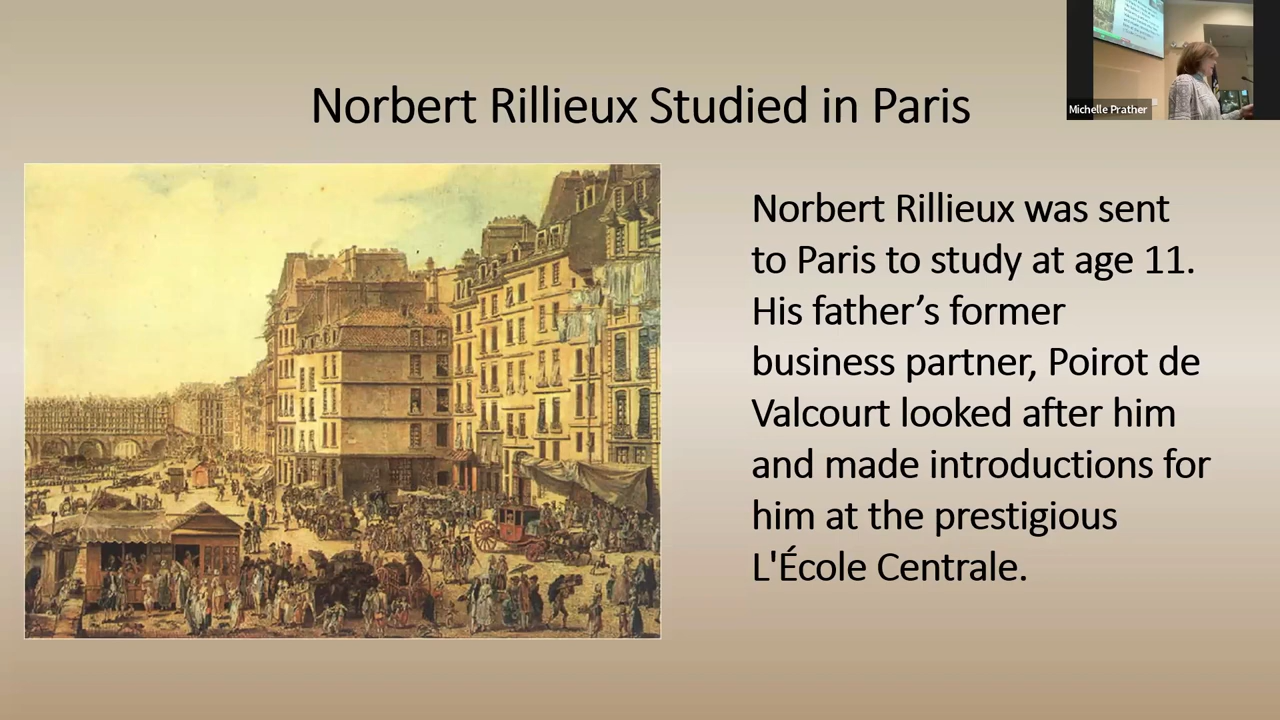 Norbert Rillieux Studied in Paris
Michelle Prather
Norbert Rillieux was sent
to Paris to study at age 11.
His father’s former
business partner, Poirot de
Valcourt looked after him
and made introductions for
him at the prestigious
L'École Centrale.